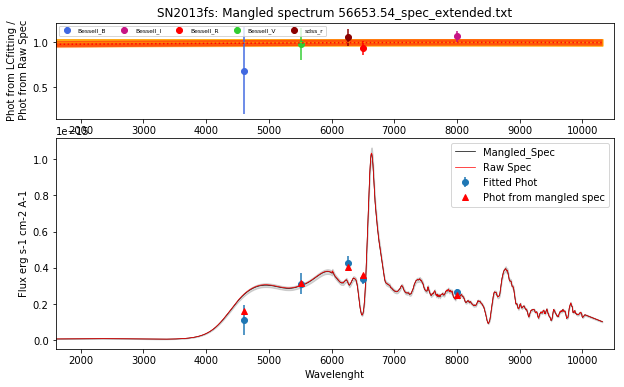 SN2013fs: Mangled spectrum 56653.54_spec_extended.txt
Phot from LCfitting /
Phot from Raw Spec
1.0
0.5
Bessell_B Bessell_I Bessell_R Bessell_V sdss_r
2000 3000 4000 5000 6000 7000 8000 9000 10000
Flux erg s-1 cm-2 A-1
1.0
0.8
0.6
0.4
0.2
0.0
Mangled_Spec
Raw Spec
Fitted Phot
Phot from mangled spec
2000 3000 4000 5000 6000 7000 8000 9000 10000
Wavelenght